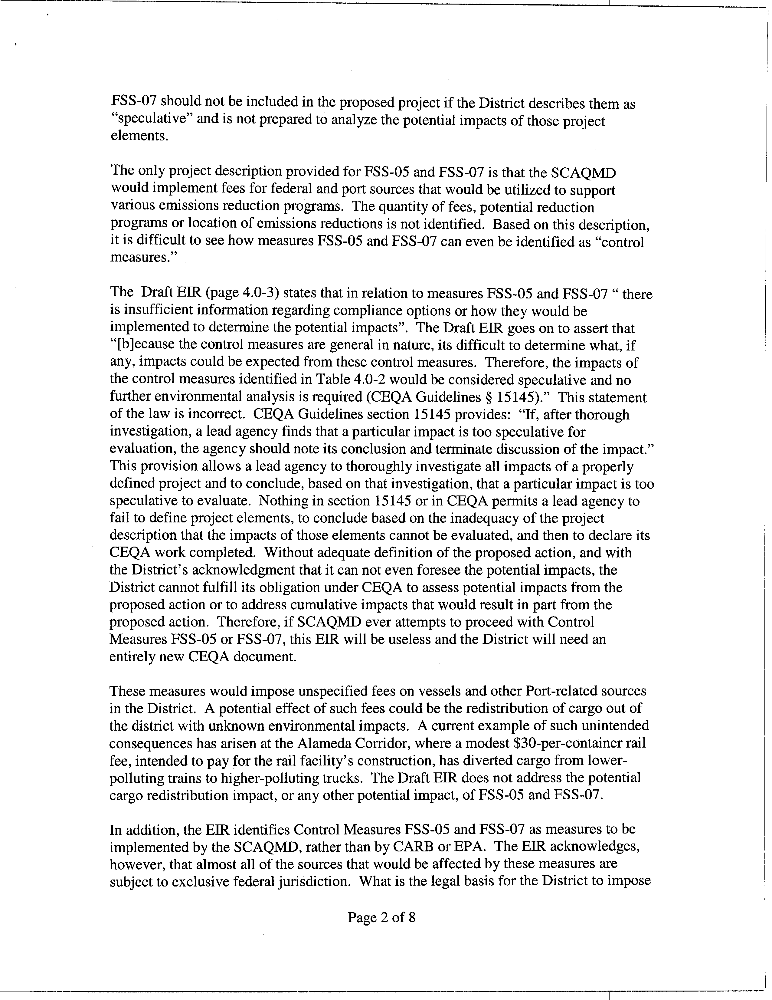 FSS-07 should not be included in the proposed project if the District describes them as
“speculative” and is not prepared to analyze the potential impacts of those project
elements.
The only project description provided for FSS-05 and FSS-07 is that the SCAQMD
would implement fees for federal and port sources that would be utilized to support
various emissions reduction programs.  The quantity of fees, potential reduction
programs or location of emissions reductions is not identified.  Based on this description,
it is difficult to see how measures FSS-05 and FSS-07 can even be identified as “control
measures.”
The  Draft EIR (page 4.0-3) states that in relation to measures FSS-05 and FSS-07 “ there
is insufficient information regarding compliance options or how they would be
implemented to determine the potential impacts”.  The Draft EIR goes on to assert that
“[b]ecause the control measures are general in nature, its difficult to determine what, if
any, impacts could be expected from these control measures.  Therefore, the impacts of
the control measures identified in Table 4.0-2 would be considered speculative and no
further environmental analysis is required (CEQA Guidelines § 15145).”  This statement
of the law is incorrect.  CEQA Guidelines section 15145 provides:  “If, after thorough
investigation, a lead agency finds that a particular impact is too speculative for
evaluation, the agency should note its conclusion and terminate discussion of the impact.”
This provision allows a lead agency to thoroughly investigate all impacts of a properly
defined project and to conclude, based on that investigation, that a particular impact is too
speculative to evaluate.  Nothing in section 15145 or in CEQA permits a lead agency to
fail to define project elements, to conclude based on the inadequacy of the project
description that the impacts of those elements cannot be evaluated, and then to declare its
CEQA work completed.  Without adequate definition of the proposed action, and with
the District’s acknowledgment that it can not even foresee the potential impacts, the
District cannot fulfill its obligation under CEQA to assess potential impacts from the
proposed action or to address cumulative impacts that would result in part from the
proposed action.  Therefore, if SCAQMD ever attempts to proceed with Control
Measures FSS-05 or FSS-07, this EIR will be useless and the District will need an
entirely new CEQA document.
These measures would impose unspecified fees on vessels and other Port-related sources
in the District.  A potential effect of such fees could be the redistribution of cargo out of
the district with unknown environmental impacts.  A current example of such unintended
consequences has arisen at the Alameda Corridor, where a modest $30-per-container rail
fee, intended to pay for the rail facility’s construction, has diverted cargo from lower-
polluting trains to higher-polluting trucks.  The Draft EIR does not address the potential
cargo redistribution impact, or any other potential impact, of FSS-05 and FSS-07.
In addition, the EIR identifies Control Measures FSS-05 and FSS-07 as measures to be
implemented by the SCAQMD, rather than by CARB or EPA.  The EIR acknowledges,
however, that almost all of the sources that would be affected by these measures are
subject to exclusive federal jurisdiction.  What is the legal basis for the District to impose
Page 2 of 8